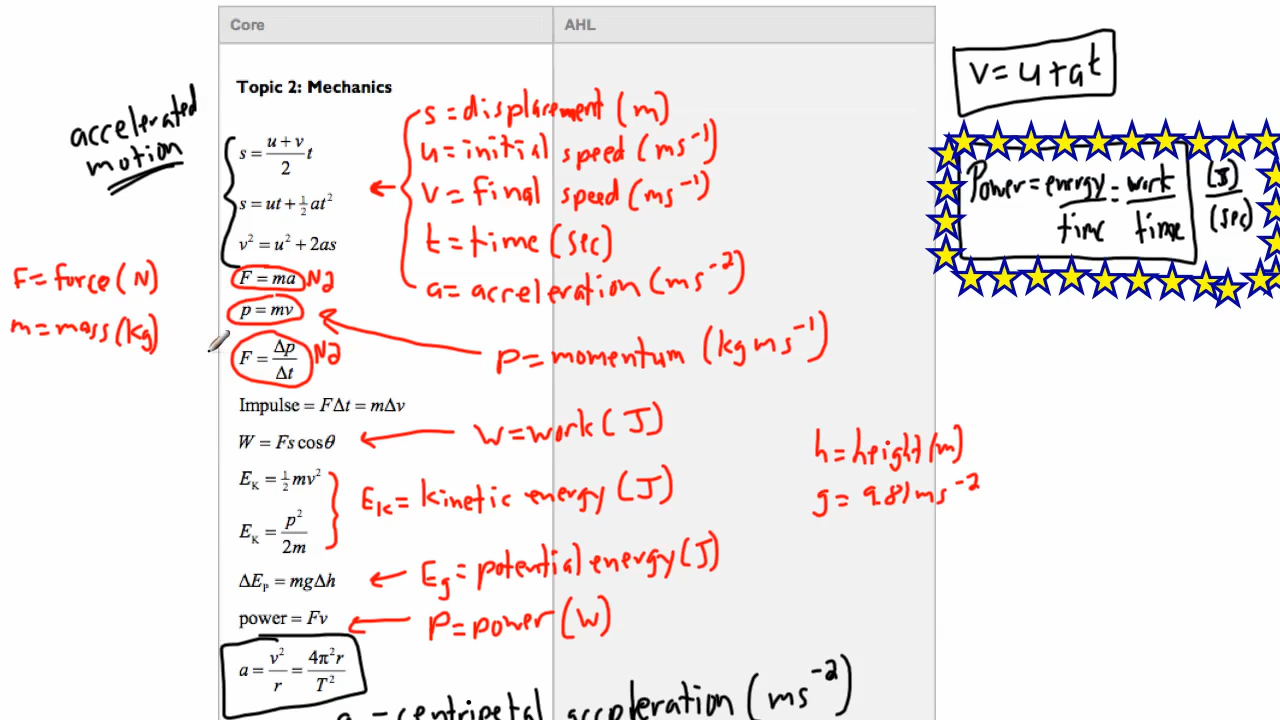 Core AHL
v = u + at
Topic 2: Mechanics
accelerated
motion
s = (u + v)/2 t
s = ut + ½at²
v² = u² + 2as
s = displacement (m)
u = initial speed (ms⁻¹)
v = final speed (ms⁻¹)
t = time (sec)
a = acceleration (ms⁻²)
Power = energy/time = work/time (J)/(sec)
F = force (N)
m = mass (kg)
F = ma N2
p = mv
p = momentum (kg ms⁻¹)
F = Δp/Δt N2
Impulse = FΔt = mΔv
W = Fs cosθ
W = work (J)
h = height (m)
g = 9.81 ms⁻²
E_K = ½mv²
E_K = p²/2m
E_k = kinetic energy (J)
ΔE_P = mgΔh
E_g = potential energy (J)
power = Fv
P = power (W)
a = v²/r = 4π²r/T²
a = centripetal acceleration (ms⁻²)